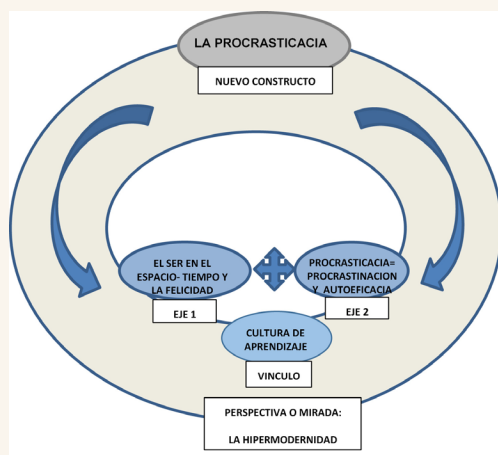 LA PROCRASTICACIA
NUEVO CONSTRUCTO
EL SER EN EL
ESPACIO- TIEMPO Y
LA FELICIDAD
EJE 1
PROCRASTICACIA=
PROCRASTINACION
Y AUTOEFICACIA
EJE 2
CULTURA DE
APRENDIZAJE
VINCULO
PERSPECTIVA O MIRADA:
LA HIPERMODERNIDAD